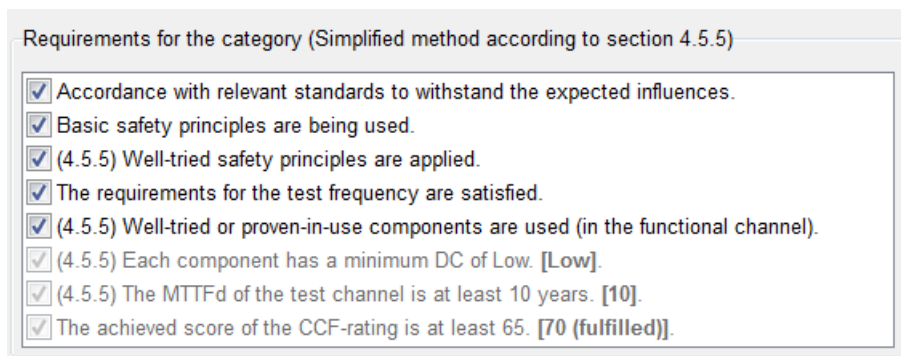 Requirements for the category (Simplified method according to section 4.5.5)
Accordance with relevant standards to withstand the expected influences.
Basic safety principles are being used.
(4.5.5) Well-tried safety principles are applied.
The requirements for the test frequency are satisfied.
(4.5.5) Well-tried or proven-in-use components are used (in the functional channel).
(4.5.5) Each component has a minimum DC of Low. [Low].
(4.5.5) The MTTFd of the test channel is at least 10 years. [10].
The achieved score of the CCF-rating is at least 65. [70 (fulfilled)].